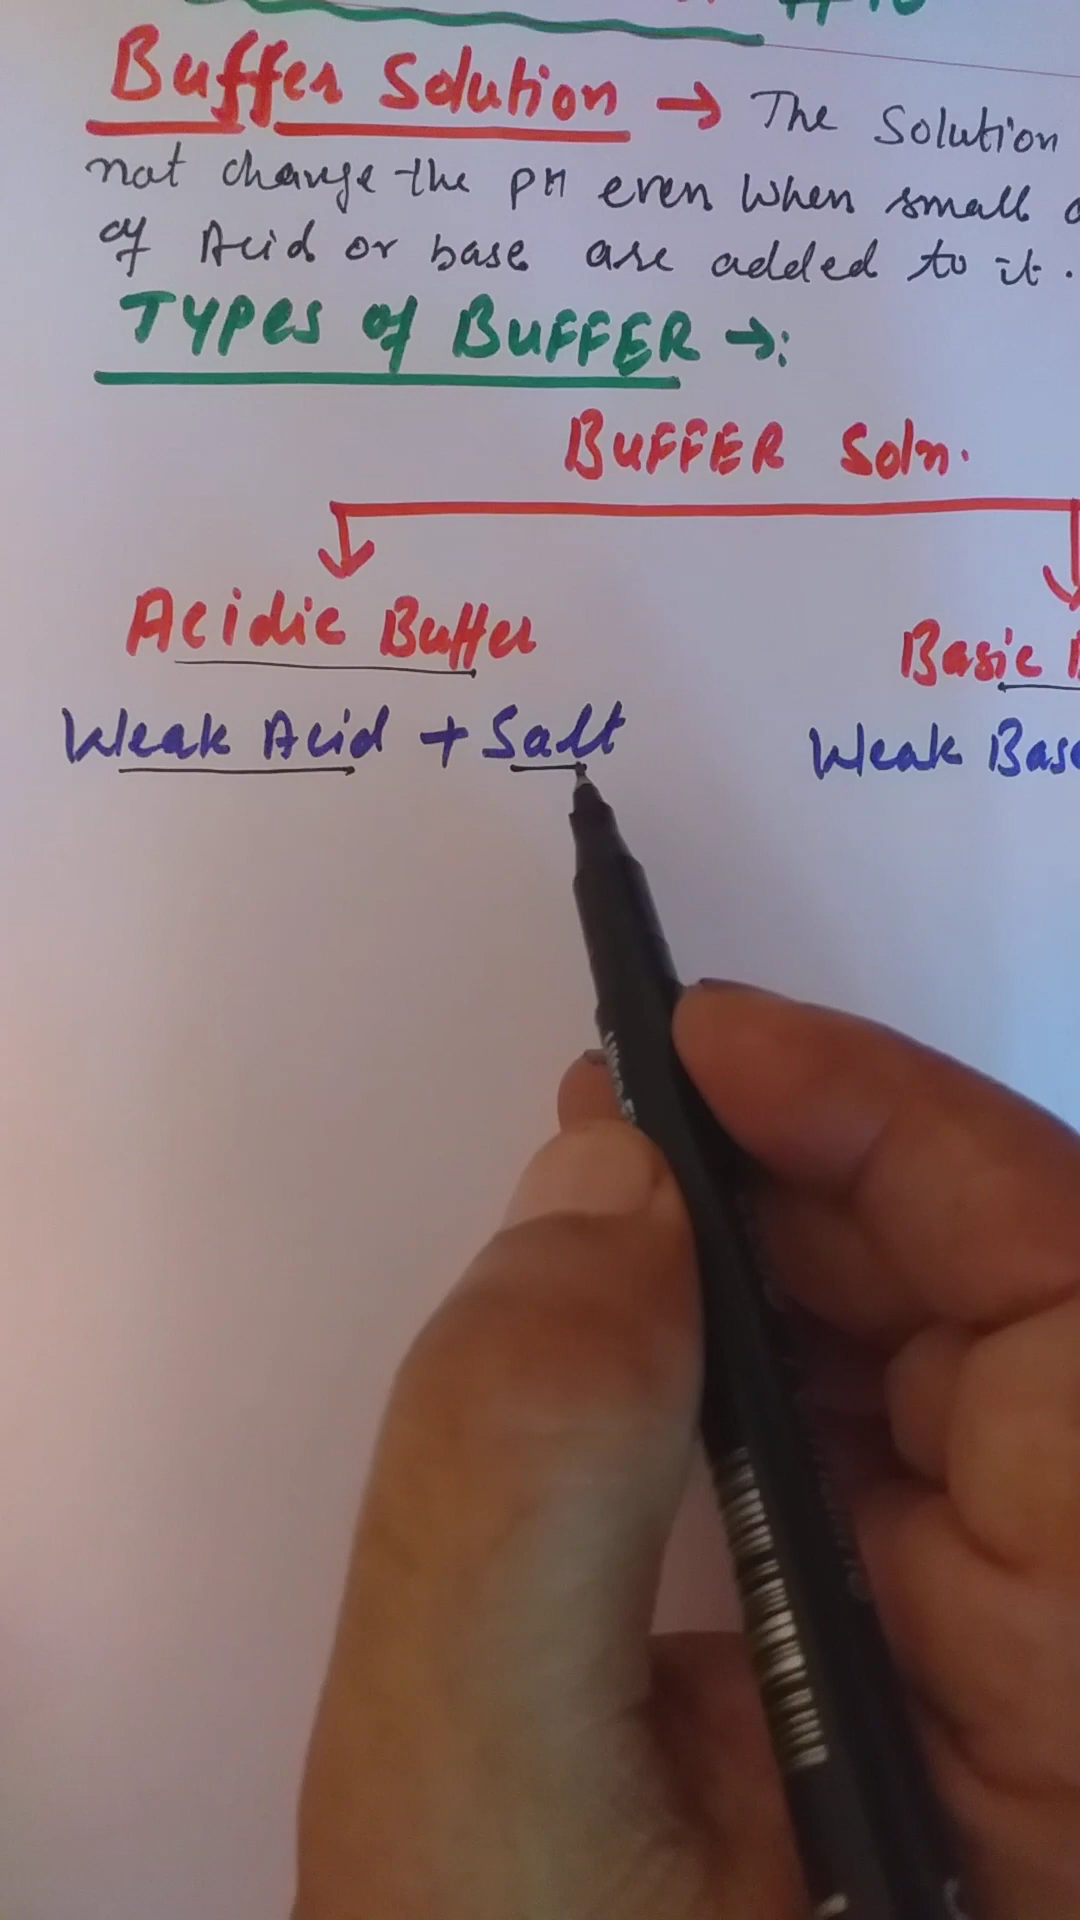 Buffer Solution → The Solution
not change the pH even When small
of Acid or base are added to it.
TYPES of BUFFER →:
BUFFER Soln.
Acidic Buffer
Basic
Weak Acid + Salt
Weak Base